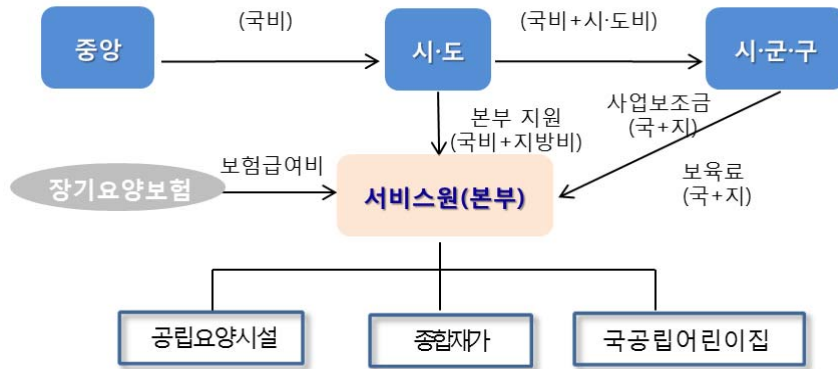 (국비)
(국비+시·도비)
중앙
시·도
시·군·구
본부 지원
(국비+지방비)
사업보조금
(국+지)
보험급여비
장기요양보험
서비스원(본부)
보육료
(국+지)
공립요양시설
종합재가
국공립어린이집